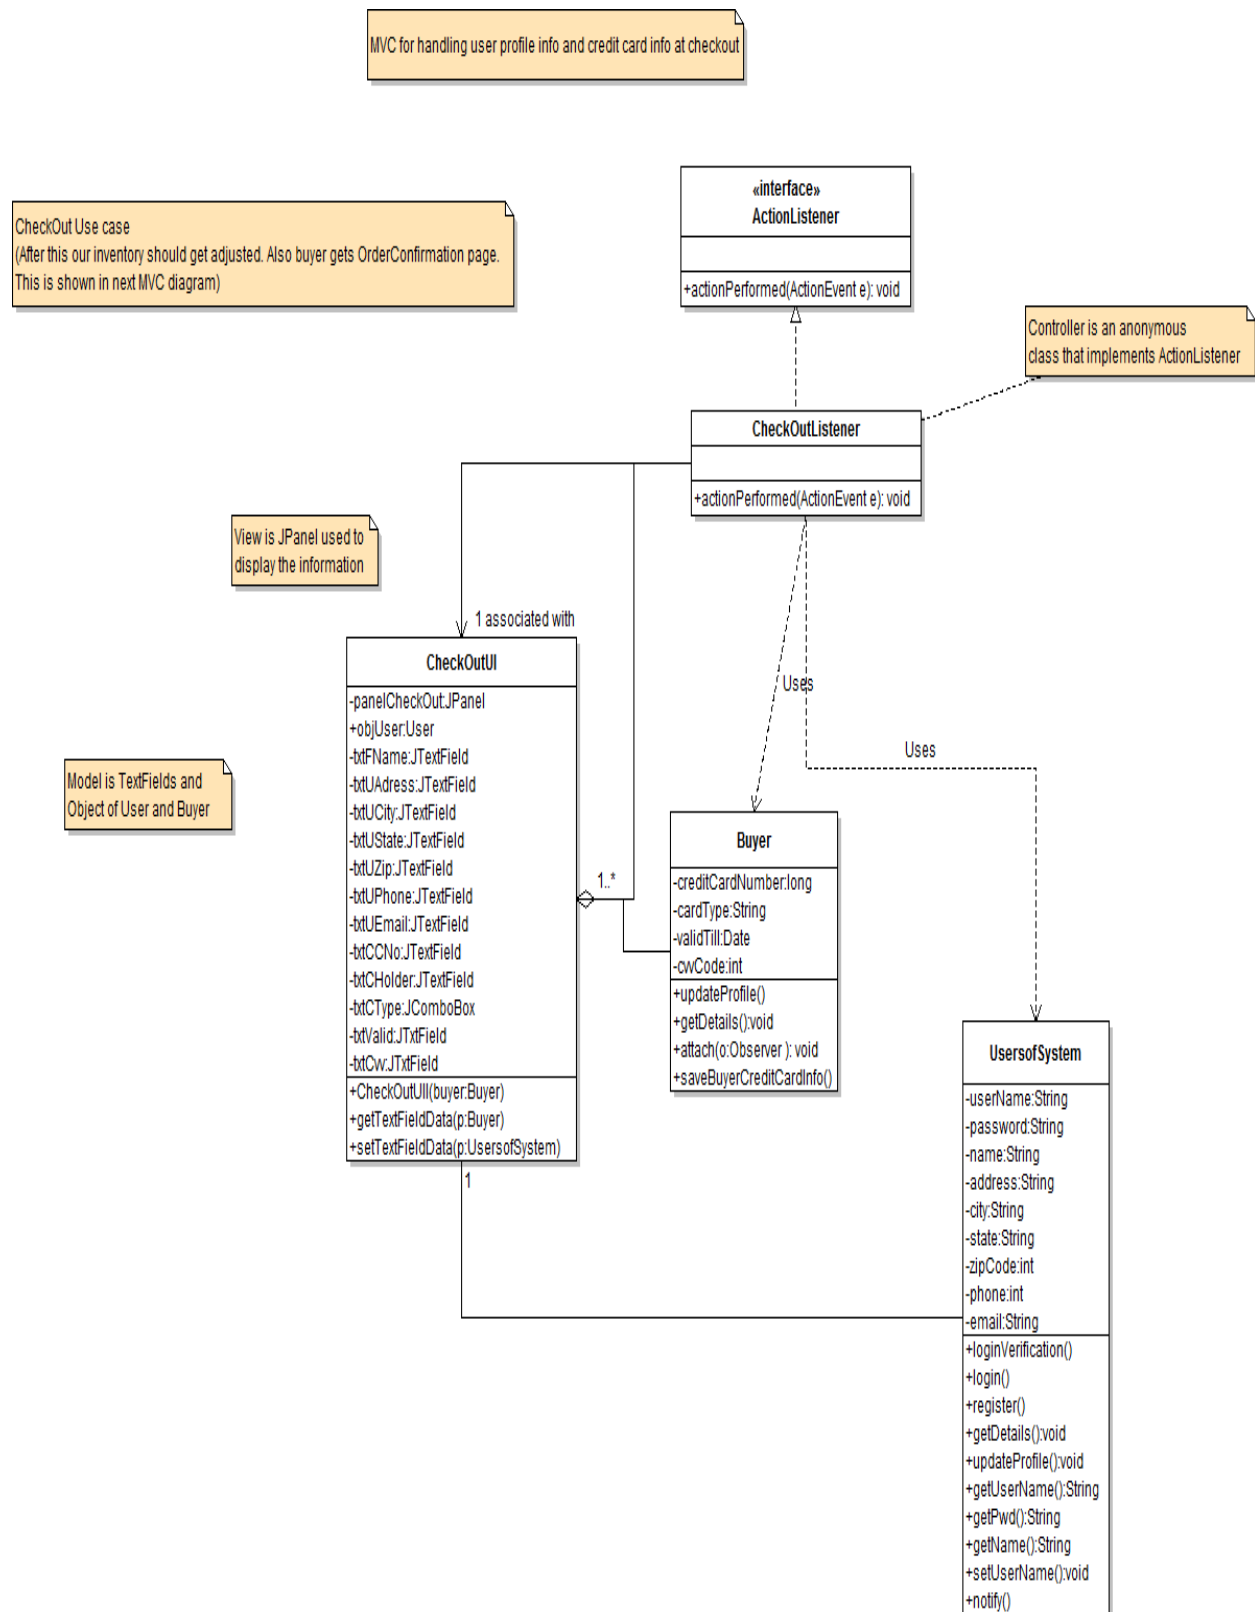 MVC for handling user profile info and credit card info at checkout
«interface»
ActionListener
+actionPerformed(ActionEvent e): void
CheckOut Use case
(After this our inventory should get adjusted. Also buyer gets OrderConfirmation page.
This is shown in next MVC diagram)
Controller is an anonymous
class that implements ActionListener
CheckOutListener
+actionPerformed(ActionEvent e): void
View is JPanel used to
display the information
1 associated with
CheckOutUI
-panelCheckOut:JPanel
+objUser:User
-txtFName:JTextField
-txtUAdress:JTextField
-txtUCity:JTextField
-txtUState:JTextField
-txtUZip:JTextField
-txtUPhone:JTextField
-txtUEmail:JTextField
-txtCCNo:JTextField
-txtCHolder:JTextField
-txtCType:JComboBox
-txtValid:JTxtField
-txtCvv:JTxtField
+CheckOutUII(buyer:Buyer)
+getTextFieldData(p:Buyer)
+setTextFieldData(p:UsersofSystem)
1
Model is TextFields and
Object of User and Buyer
1..*
Uses
Uses
Buyer
-creditCardNumber:long
-cardType:String
-validTill:Date
-cvvCode:int
+updateProfile()
+getDetails():void
+attach(o:Observer ): void
+saveBuyerCreditCardInfo()
UsersofSystem
-userName:String
-password:String
-name:String
-address:String
-city:String
-state:String
-zipCode:int
-phone:int
-email:String
+loginVerification()
+login()
+register()
+getDetails():void
+updateProfile():void
+getUserName():String
+getPwd():String
+getName():String
+setUserName():void
+notify()